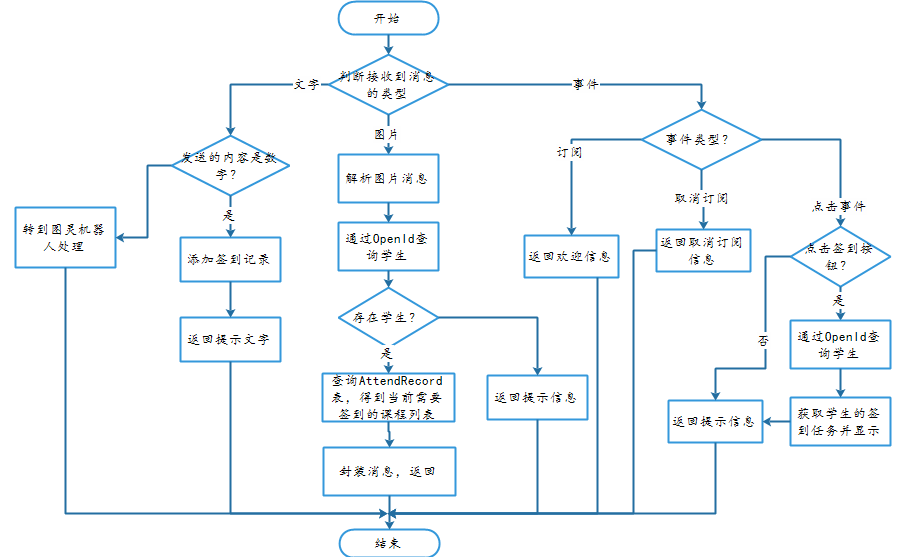 开始
判断接收到消息
的类型
文字
事件
图片
发送的内容是数
字？
事件类型？
订阅
取消订阅
点击事件
解析图片消息
是
转到图灵机器
人处理
添加签到记录
通过OpenId查
询学生
返回欢迎信息
返回取消订阅
信息
点击签到按
钮？
是
否
存在学生？
返回提示文字
通过OpenId查
询学生
是
查询AttendRecord
表，得到当前需要
签到的课程列表
返回提示信息
返回提示信息
获取学生的签
到任务并显示
封装消息，返回
结束